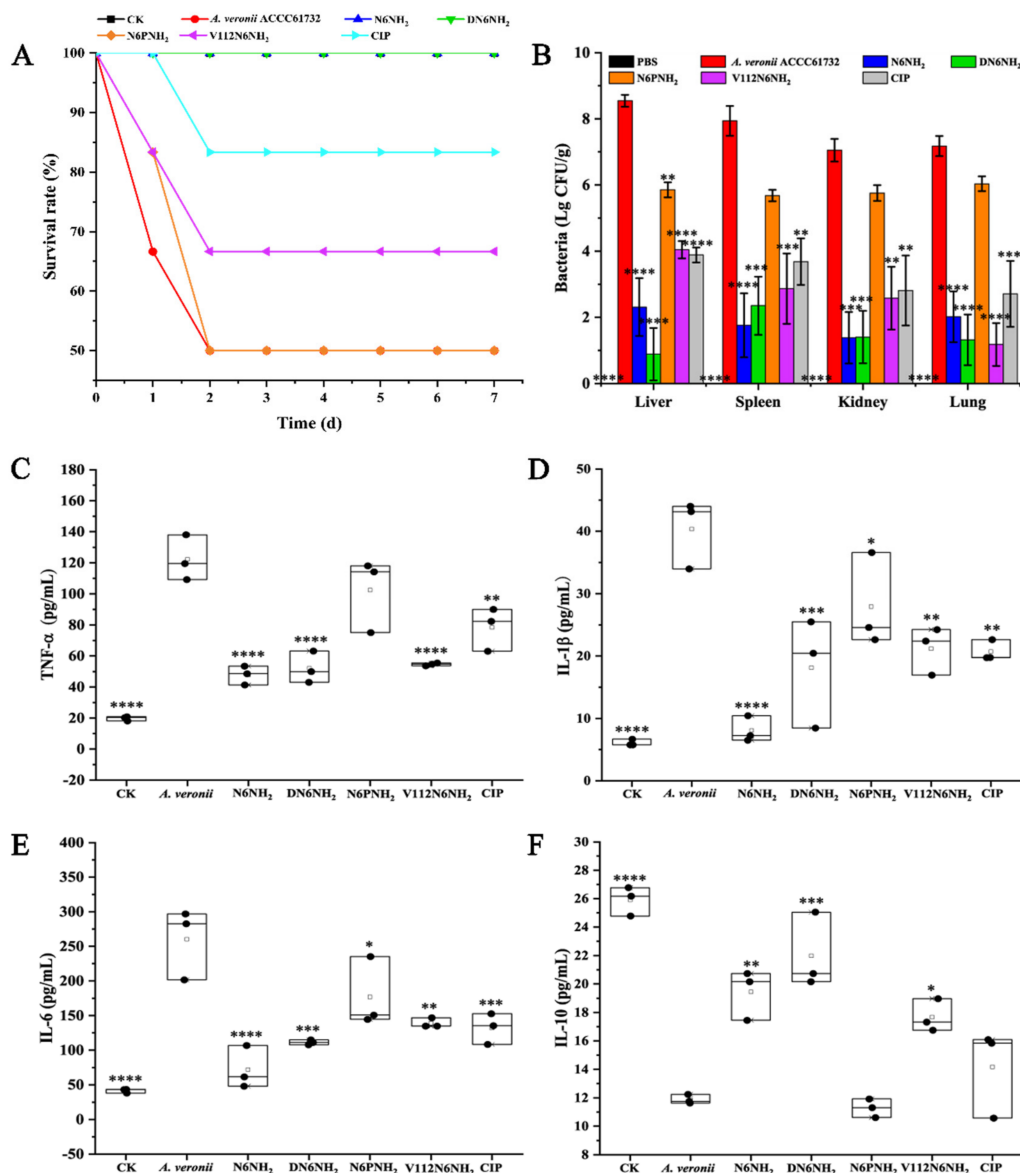 A
CK
A. veronii ACCC61732
N6NH2
DN6NH2
N6PNH2
V112N6NH2
CIP
100
90
80
70
60
50
Survival rate (%)
0 1 2 3 4 5 6 7
Time (d)
B
PBS
A. veronii ACCC61732
N6NH2
DN6NH2
N6PNH2
V112N6NH2
CIP
10
8
6
4
2
0
Bacteria (Lg CFU/g)
**** **** **** ** **** ****
**** **** *** *** **
**** *** *** ** **
**** **** **** **** ***
Liver Spleen Kidney Lung
C
180
160
140
120
100
80
60
40
20
0
-20
TNF-α (pg/mL)
**** **** **** **** **
CK A. veronii N6NH2 DN6NH2 N6PNH2 V112N6NH2 CIP
D
50
40
30
20
10
0
IL-1β (pg/mL)
**** **** *** * ** **
CK A. veronii N6NH2 DN6NH2 N6PNH2 V112N6NH2 CIP
E
400
350
300
250
200
150
100
50
0
-50
IL-6 (pg/mL)
**** **** *** * ** ***
CK A. veronii N6NH2 DN6NH2 N6PNH2 V112N6NH2 CIP
F
30
28
26
24
22
20
18
16
14
12
10
8
IL-10 (pg/mL)
**** ** *** *
CK A. veronii N6NH2 DN6NH2 N6PNH2 V112N6NH2 CIP